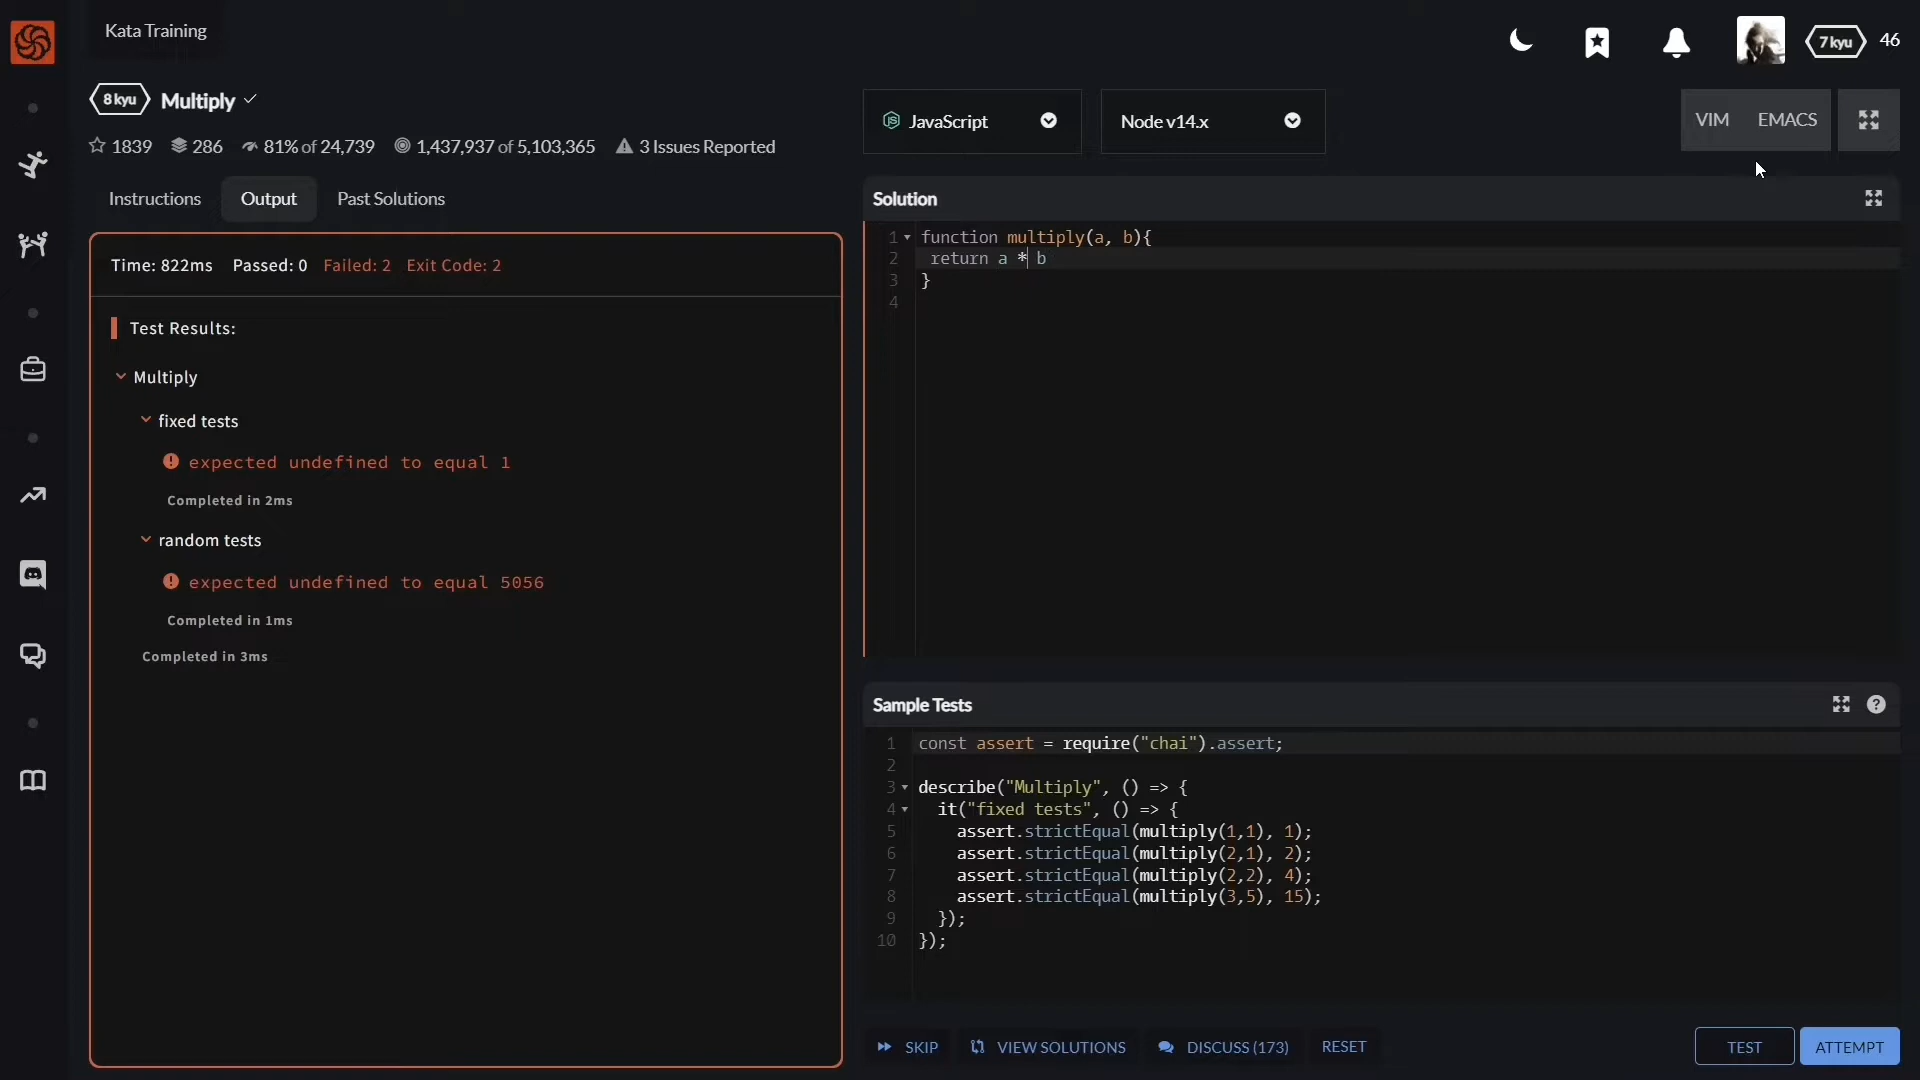 Kata Training
7 kyu 46
8 kyu Multiply
1839 286 81% of 24,739 1,437,937 of 5,103,365 3 Issues Reported
JavaScript
Node v14.x
VIM EMACS
Instructions Output Past Solutions
Time: 822ms Passed: 0 Failed: 2 Exit Code: 2
Test Results:
Multiply
fixed tests
expected undefined to equal 1
Completed in 2ms
random tests
expected undefined to equal 5056
Completed in 1ms
Completed in 3ms
Solution
1 function multiply(a, b){
2 return a * b
3 }
4
Sample Tests
1 const assert = require("chai").assert;
2
3 describe("Multiply", () => {
4 it("fixed tests", () => {
5 assert.strictEqual(multiply(1,1), 1);
6 assert.strictEqual(multiply(2,1), 2);
7 assert.strictEqual(multiply(2,2), 4);
8 assert.strictEqual(multiply(3,5), 15);
9 });
10 });
SKIP VIEW SOLUTIONS DISCUSS (173) RESET TEST ATTEMPT